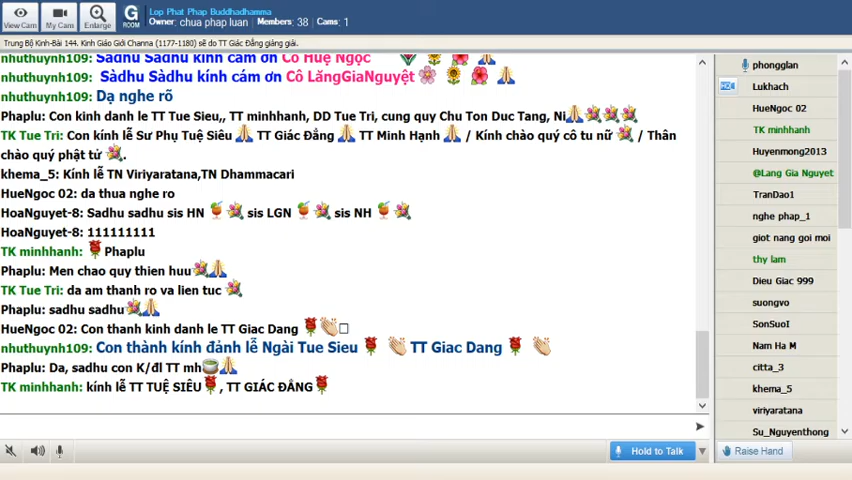 View Cam
My Cam
Enlarge
G
ROOM
Lop Phat Phap Buddhadhamma
Owner: chua phap luan Members: 38 Cams: 1
Trung Bộ Kinh-Bài 144. Kinh Giáo Giới Channa (1177-1180) sẽ do TT Giác Đẳng giảng giải.
nhuthuynh109: Sàdhu Sàdhu kính cám ơn Cô Huệ Ngọc
nhuthuynh109: Sàdhu Sàdhu kính cám ơn Cô LăngGiaNguyệt
nhuthuynh109: Dạ nghe rõ
Phaplu: Con kinh danh le TT Tue Sieu,, TT minhhanh, DD Tue Tri, cung quy Chu Ton Duc Tang, Ni
TK Tue Tri: Con kính lễ Sư Phụ Tuệ Siêu TT Giác Đẳng TT Minh Hạnh / Kính chào quý cô tu nữ / Thân
chào quý phật tử .
khema_5: Kính lễ TN Viriyaratana,TN Dhammacari
HueNgoc 02: da thua nghe ro
HoaNguyet-8: Sadhu sadhu sis HN sis LGN sis NH
HoaNguyet-8: 111111111
TK minhhanh: Phaplu
Phaplu: Men chao quy thien huu
TK Tue Tri: da am thanh ro va lien tuc
Phaplu: sadhu sadhu
HueNgoc 02: Con thanh kinh danh le TT Giac Dang
nhuthuynh109: Con thành kính đảnh lễ Ngài Tue Sieu TT Giac Dang
Phaplu: Da, sadhu con K/đl TT mh
TK minhhanh: kính lễ TT TUỆ SIÊU , TT GIÁC ĐẲNG
Hold to Talk
phongglan
Lukhach
HueNgoc 02
TK minhhanh
Huyenmong2013
@Lang Gia Nguyet
TranDao1
nghe phap_1
giot nang goi moi
thy lam
Dieu Giac 999
suongvo
SonSuoI
Nam Ha M
citta_3
khema_5
viriyaratana
Su_Nguyenthong
Raise Hand